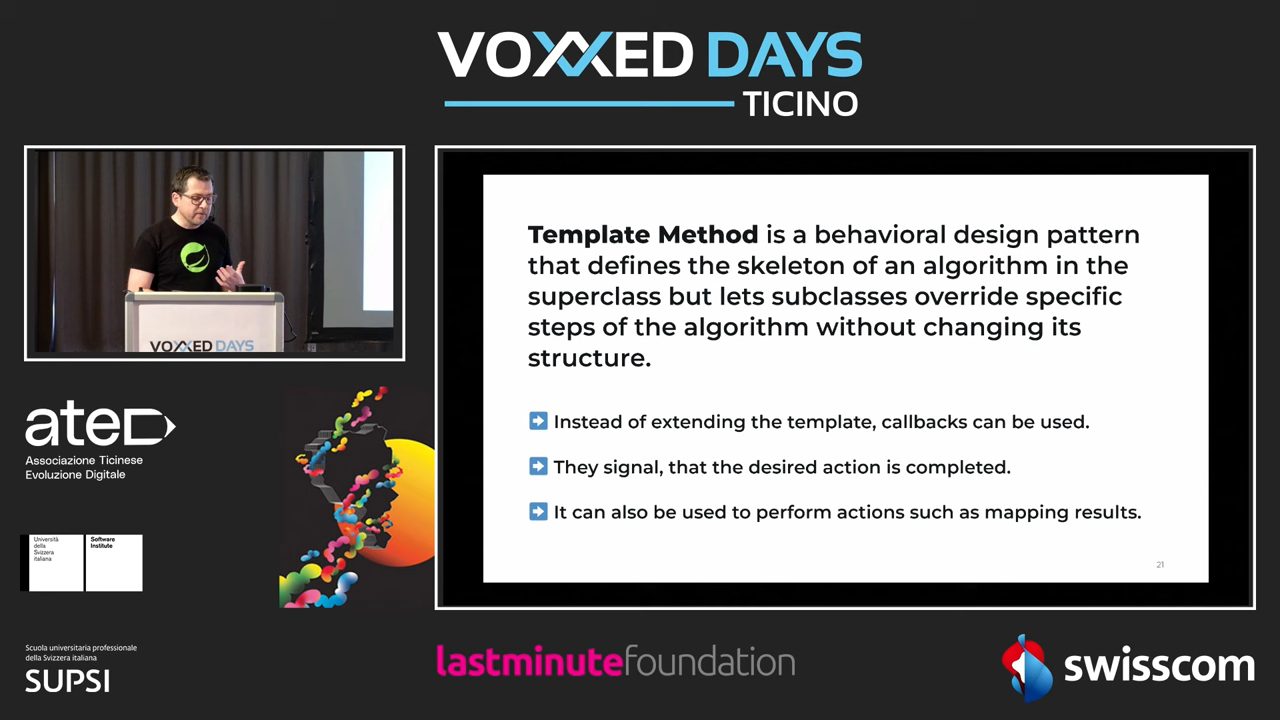 VOXXED DAYS
TICINO
VOXXED DAYS
Template Method is a behavioral design pattern
that defines the skeleton of an algorithm in the
superclass but lets subclasses override specific
steps of the algorithm without changing its
structure.
Instead of extending the template, callbacks can be used.
They signal, that the desired action is completed.
It can also be used to perform actions such as mapping results.
21
ated
Associazione Ticinese
Evoluzione Digitale
Università
della
Svizzera
italiana
Software
Institute
Scuola universitaria professionale
della Svizzera italiana
SUPSI
lastminutefoundation
swisscom